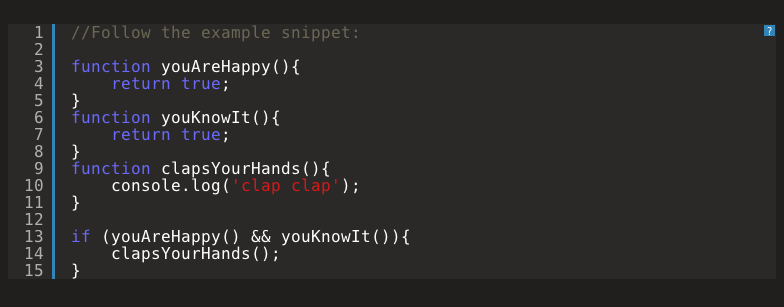 1 //Follow the example snippet:
?
2
3 function youAreHappy(){
4     return true;
5 }
6 function youKnowIt(){
7     return true;
8 }
9 function clapsYourHands(){
10     console.log('clap clap');
11 }
12
13 if (youAreHappy() && youKnowIt()){
14     clapsYourHands();
15 }